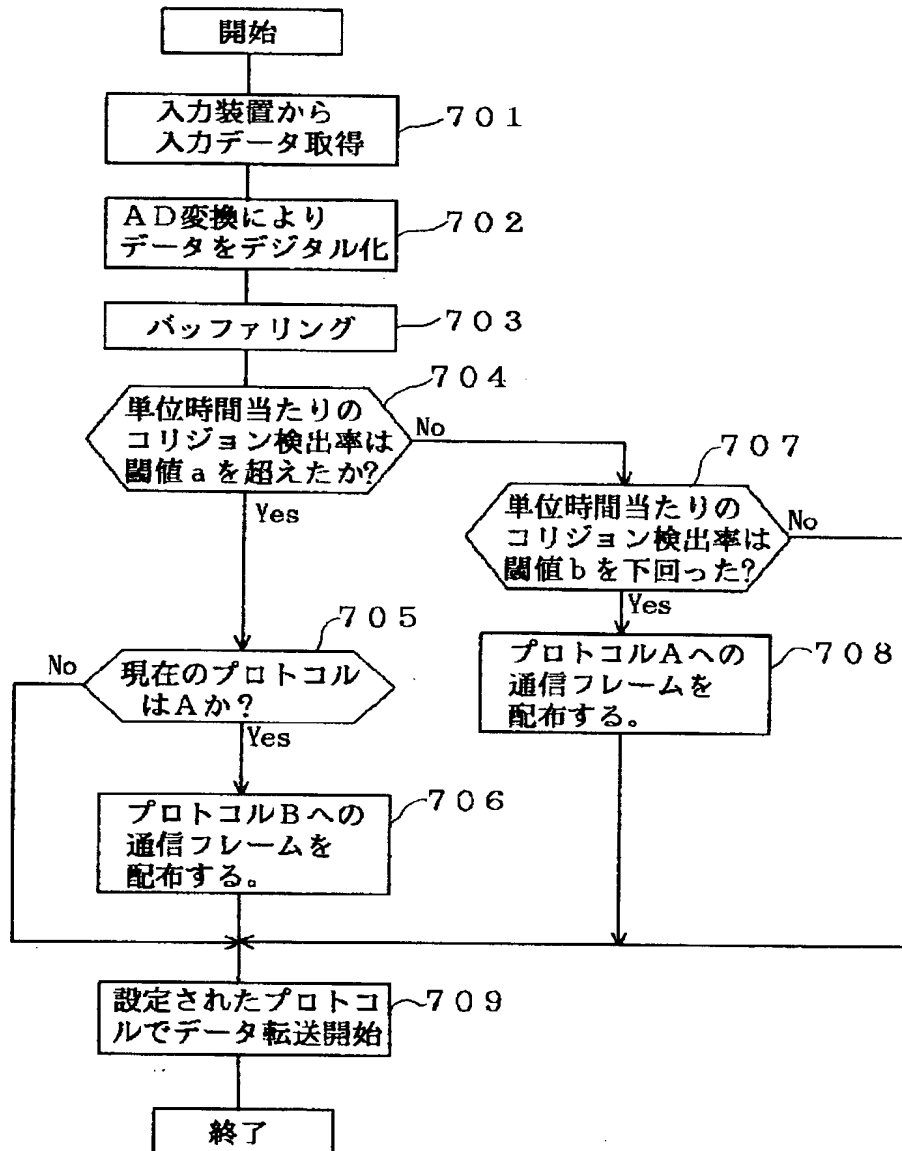 開始
入力装置から
入力データ取得
701
AD変換により
データをデジタル化
702
バッファリング
703
704
単位時間当たりの
コリジョン検出率は
閾値aを超えたか?
No
Yes
707
単位時間当たりの
コリジョン検出率は
閾値bを下回った?
No
Yes
705
現在のプロトコル
はAか?
No
Yes
プロトコルAへの
通信フレームを
配布する。
708
プロトコルBへの
通信フレームを
配布する。
706
設定されたプロトコ
ルでデータ転送開始
709
終了